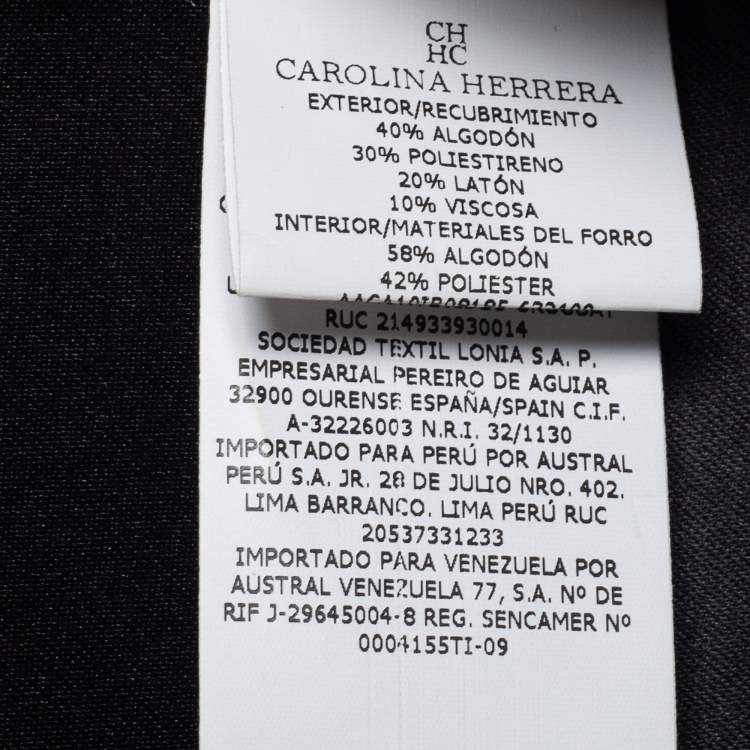 CH
HC
CAROLINA HERRERA
EXTERIOR/RECUBRIMIENTO
40% ALGODÓN
30% POLIESTIRENO
20% LATÓN
10% VISCOSA
INTERIOR/MATERIALES DEL FORRO
58% ALGODÓN
42% POLIESTER
RUC 214933930014
SOCIEDAD TEXTIL LONIA S.A. P.
EMPRESARIAL PEREIRO DE AGUIAR
32900 OURENSE ESPAÑA/SPAIN C.I.F.
A-32226003 N.R.I. 32/1130
IMPORTADO PARA PERÚ POR AUSTRAL
PERÚ S.A. JR. 28 DE JULIO NRO. 402.
LIMA BARRANCO. LIMA PERÚ RUC
20537331233
IMPORTADO PARA VENEZUELA POR
AUSTRAL VENEZUELA 77, S.A. Nº DE
RIF J-29645004-8 REG. SENCAMER Nº
0004155TI-09